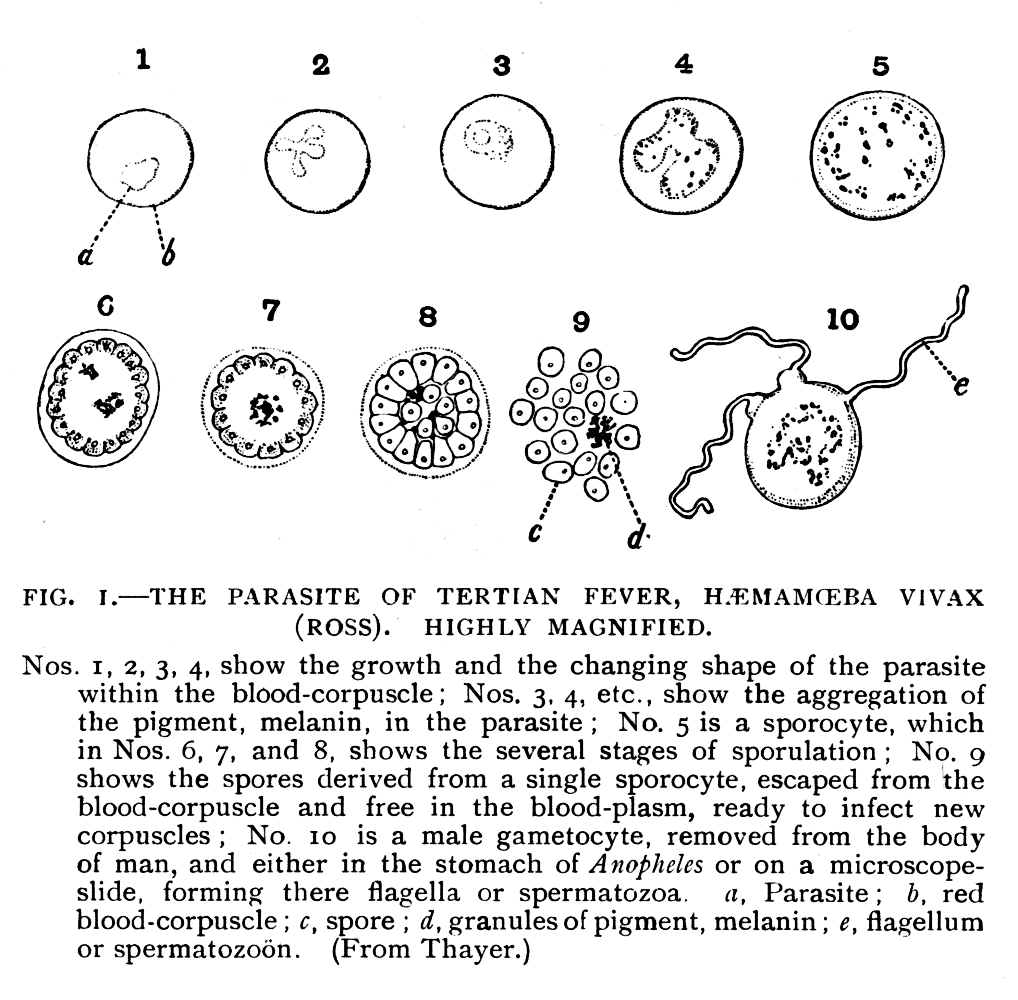 1 2 3 4 5
a b
6 7 8 9 10
e
c d
FIG. 1.—THE PARASITE OF TERTIAN FEVER, HÆMAMŒBA VIVAX
(ROSS). HIGHLY MAGNIFIED.
Nos. 1, 2, 3, 4, show the growth and the changing shape of the parasite
within the blood-corpuscle; Nos. 3, 4, etc., show the aggregation of
the pigment, melanin, in the parasite; No. 5 is a sporocyte, which
in Nos. 6, 7, and 8, shows the several stages of sporulation; No. 9
shows the spores derived from a single sporocyte, escaped from the
blood-corpuscle and free in the blood-plasm, ready to infect new
corpuscles; No. 10 is a male gametocyte, removed from the body
of man, and either in the stomach of Anopheles or on a microscope-
slide, forming there flagella or spermatozoa. a, Parasite; b, red
blood-corpuscle; c, spore; d, granules of pigment, melanin; e, flagellum
or spermatozoön. (From Thayer.)